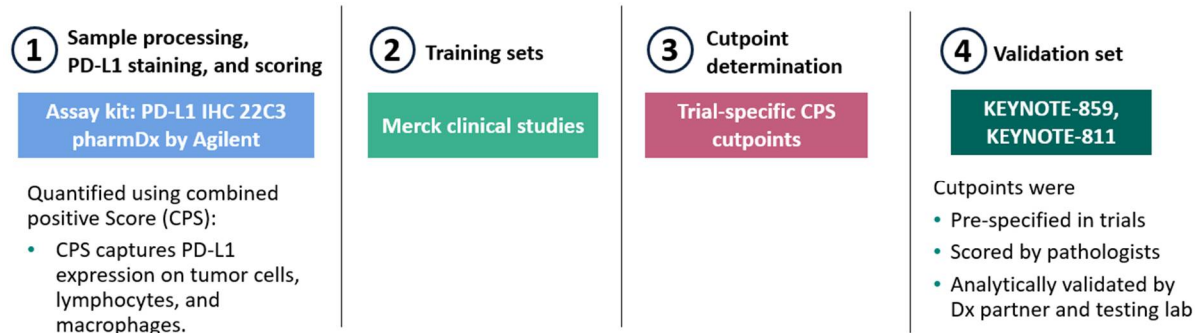 1
Sample processing,
PD-L1 staining, and scoring
Assay kit: PD-L1 IHC 22C3
pharmDx by Agilent
Quantified using combined
positive Score (CPS):
• CPS captures PD-L1
expression on tumor cells,
lymphocytes, and
macrophages.
2
Training sets
Merck clinical studies
3
Cutpoint
determination
Trial-specific CPS
cutpoints
4
Validation set
KEYNOTE-859,
KEYNOTE-811
Cutpoints were
• Pre-specified in trials
• Scored by pathologists
• Analytically validated by
Dx partner and testing lab